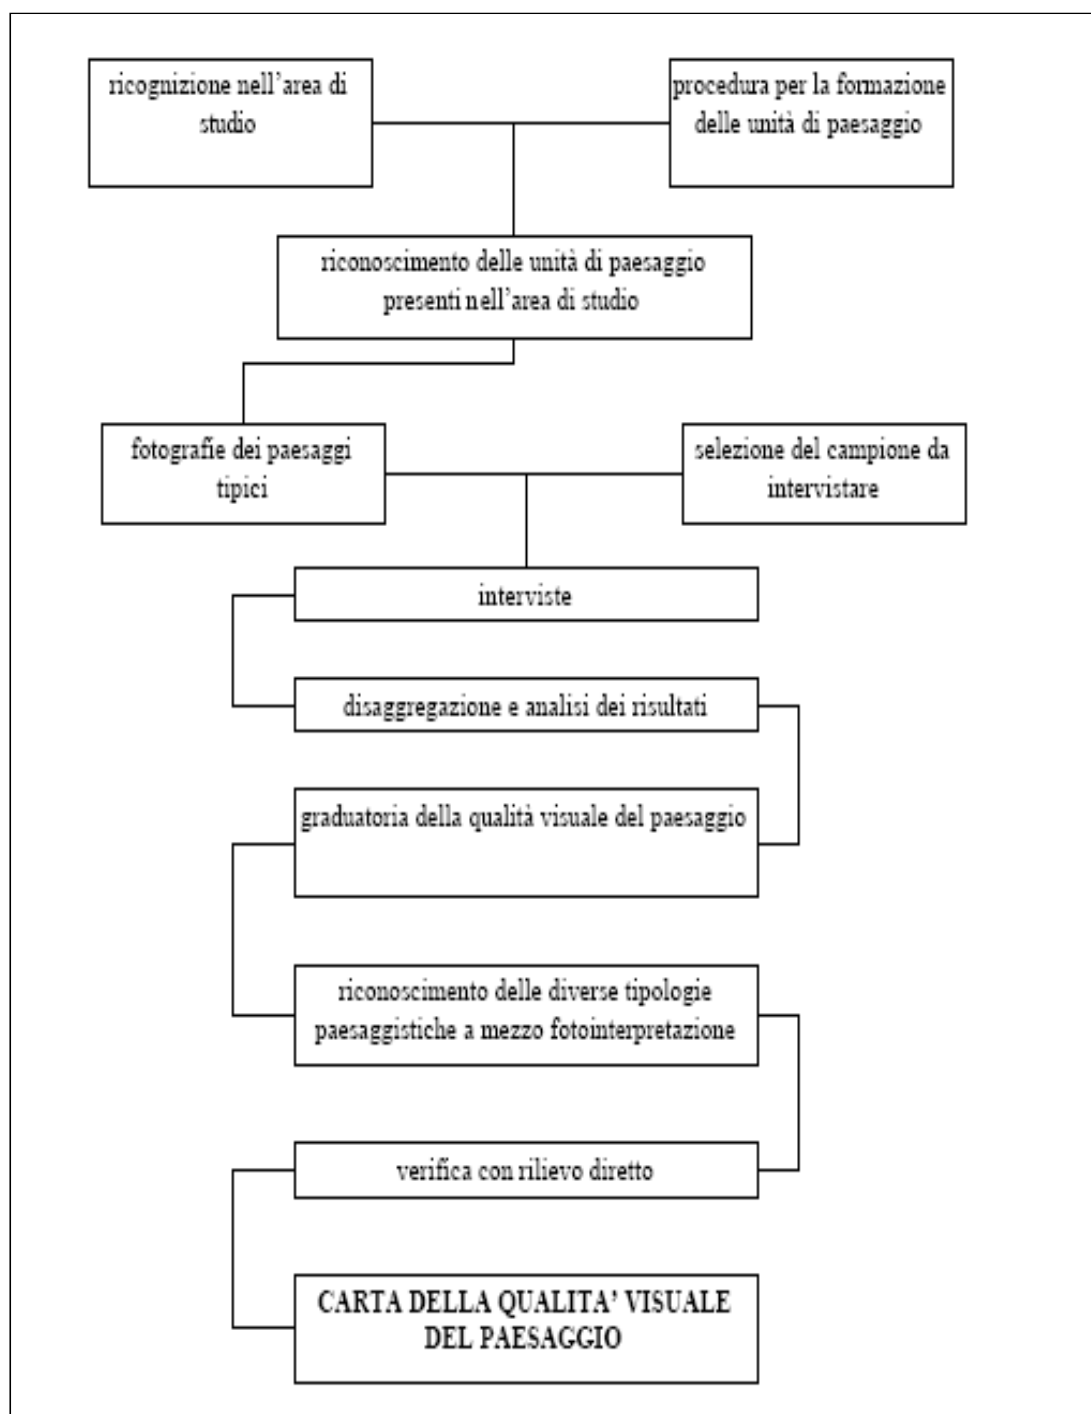 ricognizione nell'area di
studio
procedura per la formazione
delle unità di paesaggio
riconoscimento delle unità di paesaggio
presenti nell'area di studio
fotografie dei paesaggi
tipici
selezione del campione da
intervistare
interviste
disaggregazione e analisi dei risultati
graduatoria della qualità visuale del paesaggio
riconoscimento delle diverse tipologie
paesaggistiche a mezzo fotointerpretazione
verifica con rilievo diretto
CARTA DELLA QUALITA' VISUALE
DEL PAESAGGIO